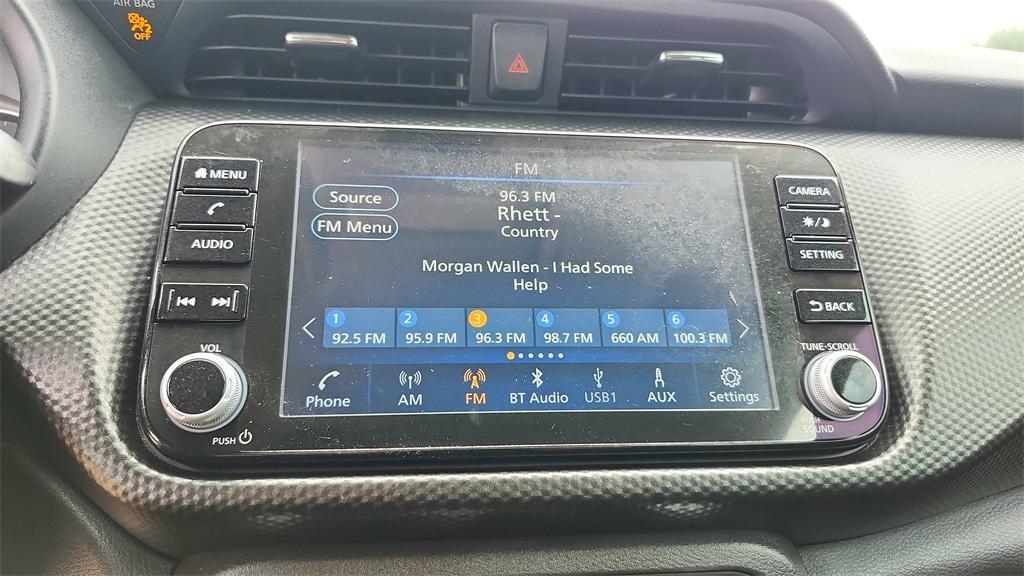 AIR BAG
OFF
MENU
AUDIO
VOL
PUSH
FM
Source
FM Menu
96.3 FM
Rhett -
Country
Morgan Wallen - I Had Some
Help
1 2 3 4 5 6
92.5 FM 95.9 FM 96.3 FM 98.7 FM 660 AM 100.3 FM
Phone AM FM BT Audio USB1 AUX Settings
CAMERA
SETTING
BACK
TUNE-SCROLL
PUSH
SOUND